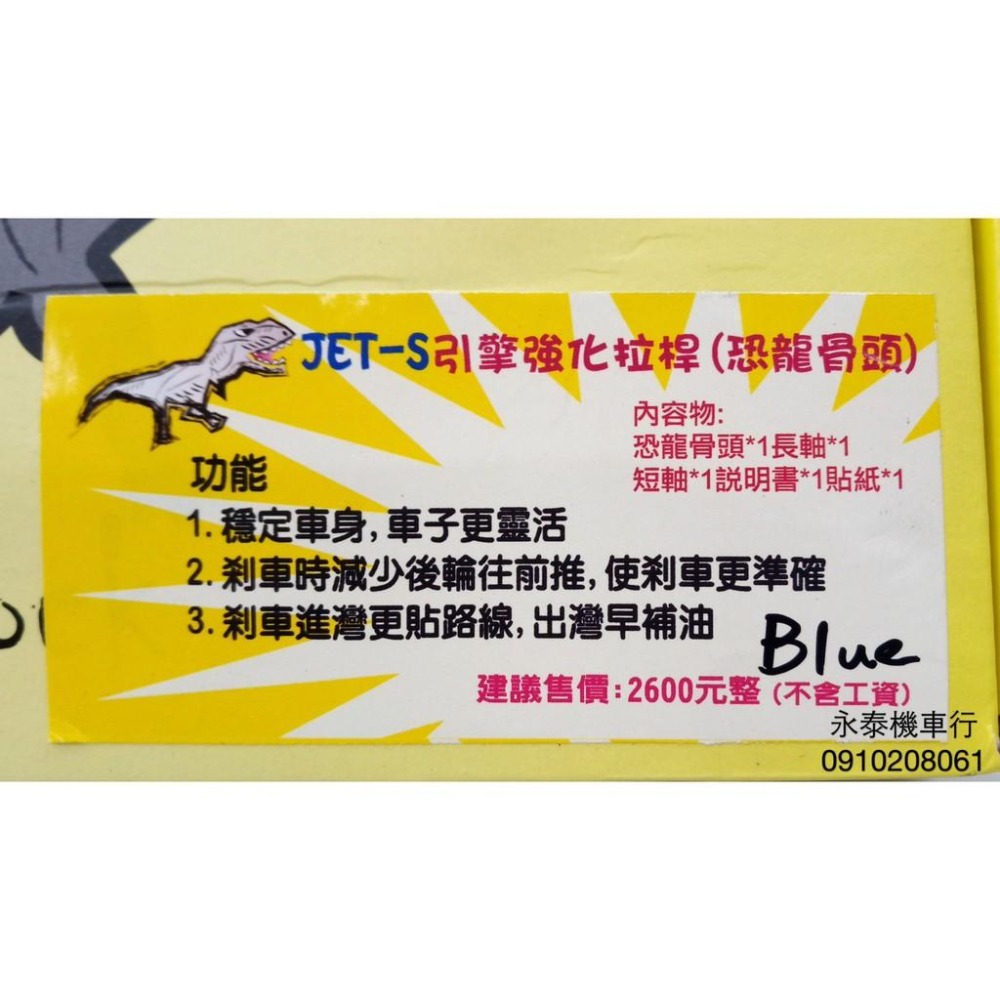 JET-S引擎強化拉桿(恐龍骨頭)
內容物:
恐龍骨頭*1長軸*1
短軸*1説明書*1貼紙*1
功能
1. 穩定車身, 車子更靈活
2. 剎車時減少後輪往前推, 使剎車更準確
3. 剎車進灣更貼路線, 出灣早補油
Blue
建議售價: 2600元整 (不含工資)
永泰機車行
0910208061